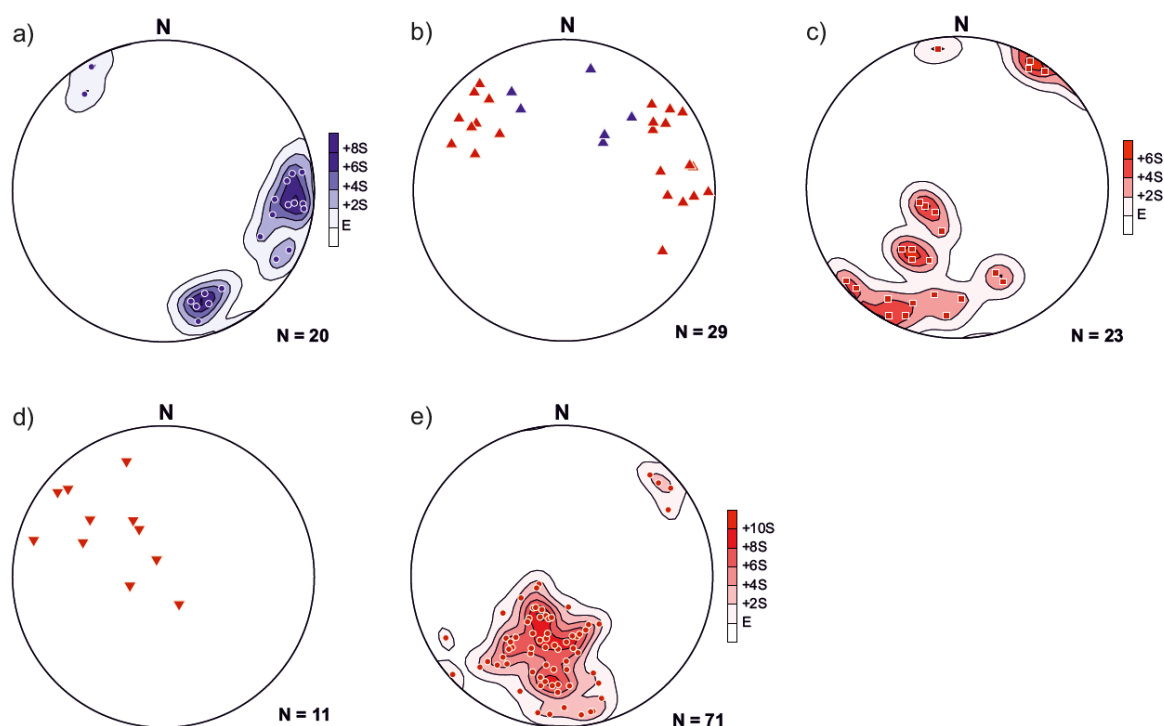 a)
N
+8S
+6S
+4S
+2S
E
N = 20
b)
N
N = 29
c)
N
+6S
+4S
+2S
E
N = 23
d)
N
N = 11
e)
N
+10S
+8S
+6S
+4S
+2S
E
N = 71